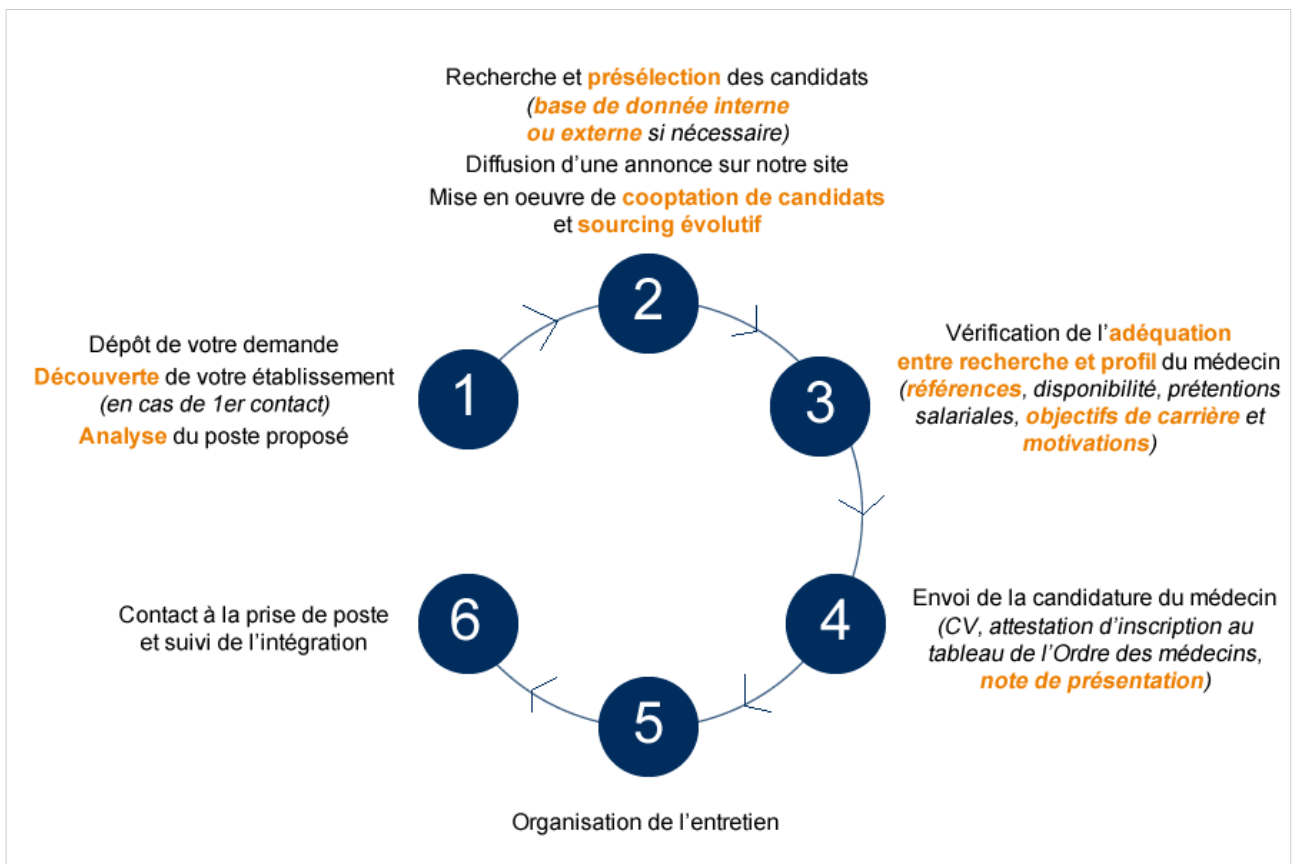 Recherche et présélection des candidats
(base de donnée interne
ou externe si nécessaire)
Diffusion d’une annonce sur notre site
Mise en oeuvre de cooptation de candidats
et sourcing évolutif
2
Dépôt de votre demande
Découverte de votre établissement
(en cas de 1er contact)
Analyse du poste proposé
1
3
Vérification de l’adéquation
entre recherche et profil du médecin
(références, disponibilité, prétentions
salariales, objectifs de carrière et
motivations)
4
Envoi de la candidature du médecin
(CV, attestation d’inscription au
tableau de l’Ordre des médecins,
note de présentation)
5
Organisation de l’entretien
6
Contact à la prise de poste
et suivi de l’intégration